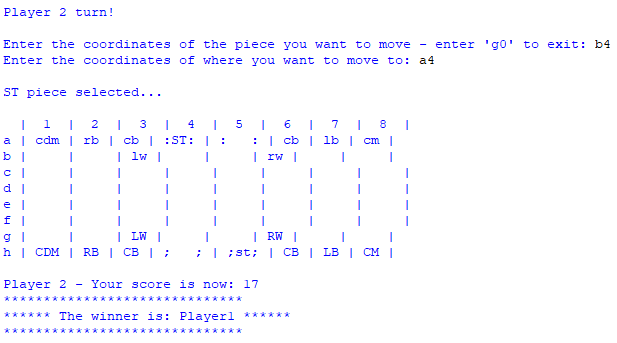 Player 2 turn!
Enter the coordinates of the piece you want to move - enter 'g0' to exit: b4
Enter the coordinates of where you want to move to: a4
ST piece selected...
| 1 | 2 | 3 | 4 | 5 | 6 | 7 | 8 |
a | cdm | rb | cb | :ST: | : : | cb | lb | cm |
b | | | lw | | | rw | | |
c | | | | | | | | |
d | | | | | | | | |
e | | | | | | | | |
f | | | | | | | | |
g | | | LW | | | RW | | |
h | CDM | RB | CB | ; ; | ;st; | CB | LB | CM |
Player 2 - Your score is now: 17
******************************
****** The winner is: Player1 ******
******************************